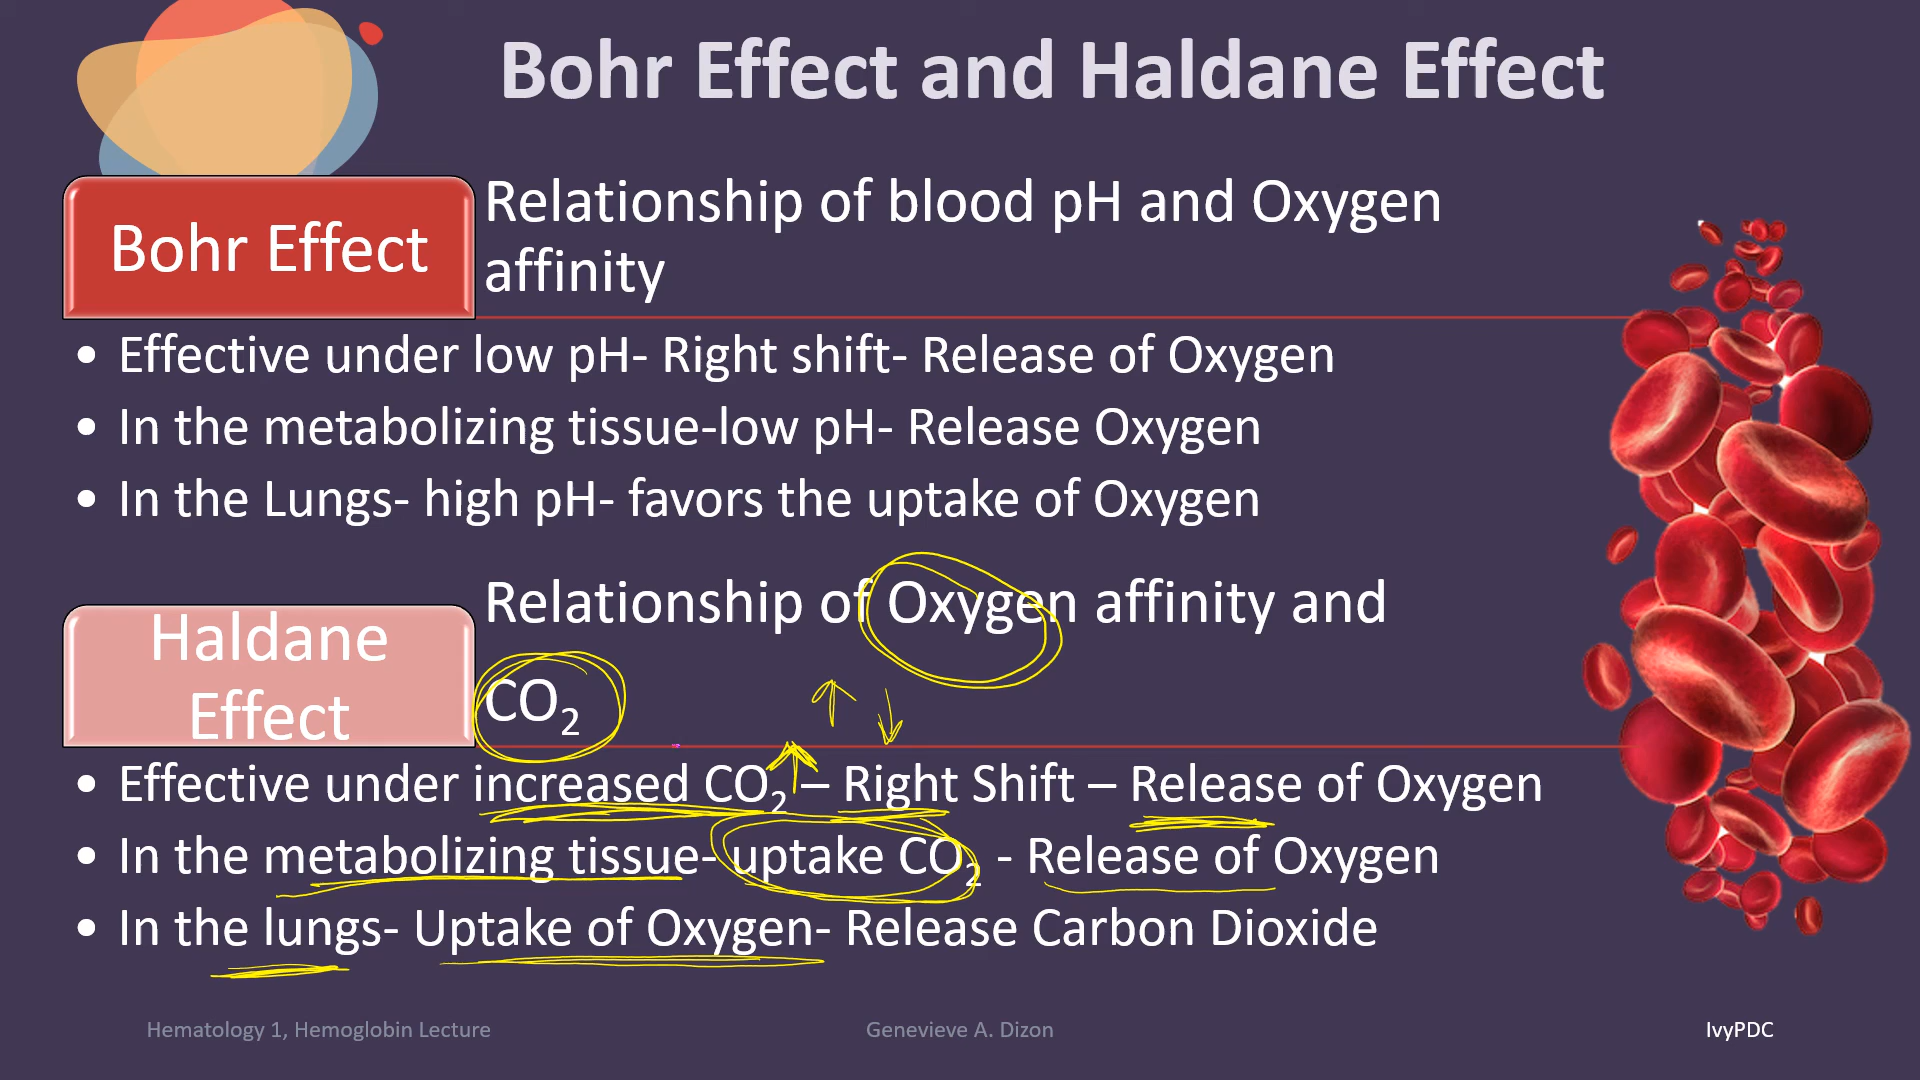 Bohr Effect and Haldane Effect
Bohr Effect
Relationship of blood pH and Oxygen
affinity
• Effective under low pH- Right shift- Release of Oxygen
• In the metabolizing tissue-low pH- Release Oxygen
• In the Lungs- high pH- favors the uptake of Oxygen
Haldane
Effect
Relationship of Oxygen affinity and
CO₂
• Effective under increased CO₂ – Right Shift – Release of Oxygen
• In the metabolizing tissue- uptake CO₂ - Release of Oxygen
• In the lungs- Uptake of Oxygen- Release Carbon Dioxide
Hematology 1, Hemoglobin Lecture
Genevieve A. Dizon
IvyPDC